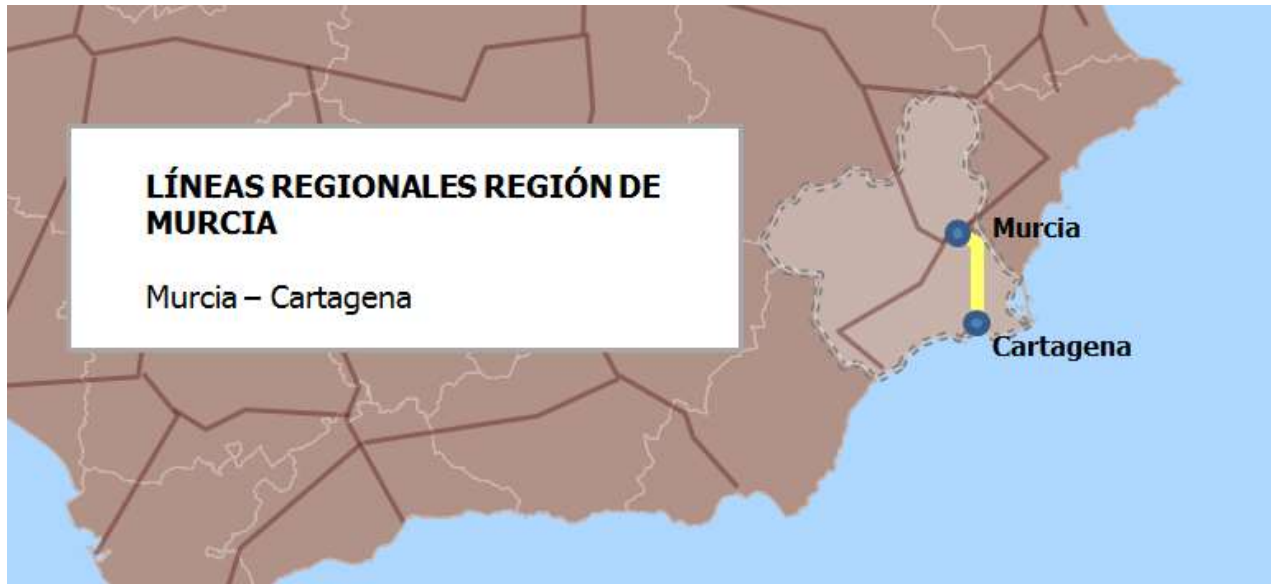 LÍNEAS REGIONALES REGIÓN DE
MURCIA
Murcia – Cartagena
Murcia
Cartagena